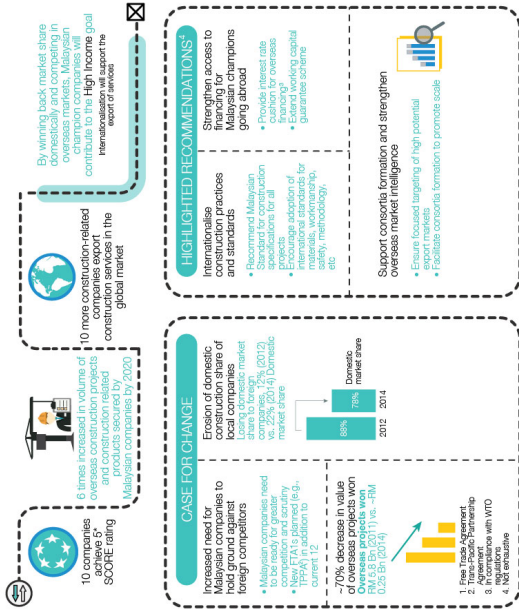 10 companies
achieve 5*
SCORE rating
6 times increased in volume of
overseas construction projects
and construction related
products secured by
Malaysian companies by 2020
10 more construction-related
companies export
construction services in the
global market
By winning back market share
domestically and competing in
overseas markets, Malaysian
champion companies will
contribute to the High Income goal
Internationalisation will support the
export of services
CASE FOR CHANGE
Increased need for
Malaysian companies to
hold ground against
foreign competitors
• Malaysian companies need
to be ready for greater
competition and scrutiny
• New FTA¹s planned (e.g.,
TPPA²) in addition to
current 12
Erosion of domestic
construction share of
local companies
Losing domestic market
share to foreign
companies, 12% (2012)
vs. 22% (2014) Domestic
market share
88%
78%
Domestic
market share
2012
2014
~70% decrease in value
of overseas projects won
Overseas projects won
RM 5.8 Bn (2011) vs. ~RM
0.25 Bn (2014)
1. Free Trade Agreement
2. Trans-Pacific Partnership
Agreement
3. In compliance with WTO
regulations
4. Not exhaustive
HIGHLIGHTED RECOMMENDATIONS⁴
Internationalise
construction practices
and standards
• Recommend Malaysian
Standard for construction
specifications for all
projects
• Encourage adoption of
international standards for
materials, workmanship,
safety, methodology,
etc
Strengthen access to
financing for
Malaysian champions
going abroad
• Provide interest rate
cushion for overseas
financing³
• Extend working capital
guarantee scheme
Support consortia formation and strengthen
overseas market intelligence
• Ensure focused targeting of high potential
export markets
• Facilitate consortia formation to promote scale